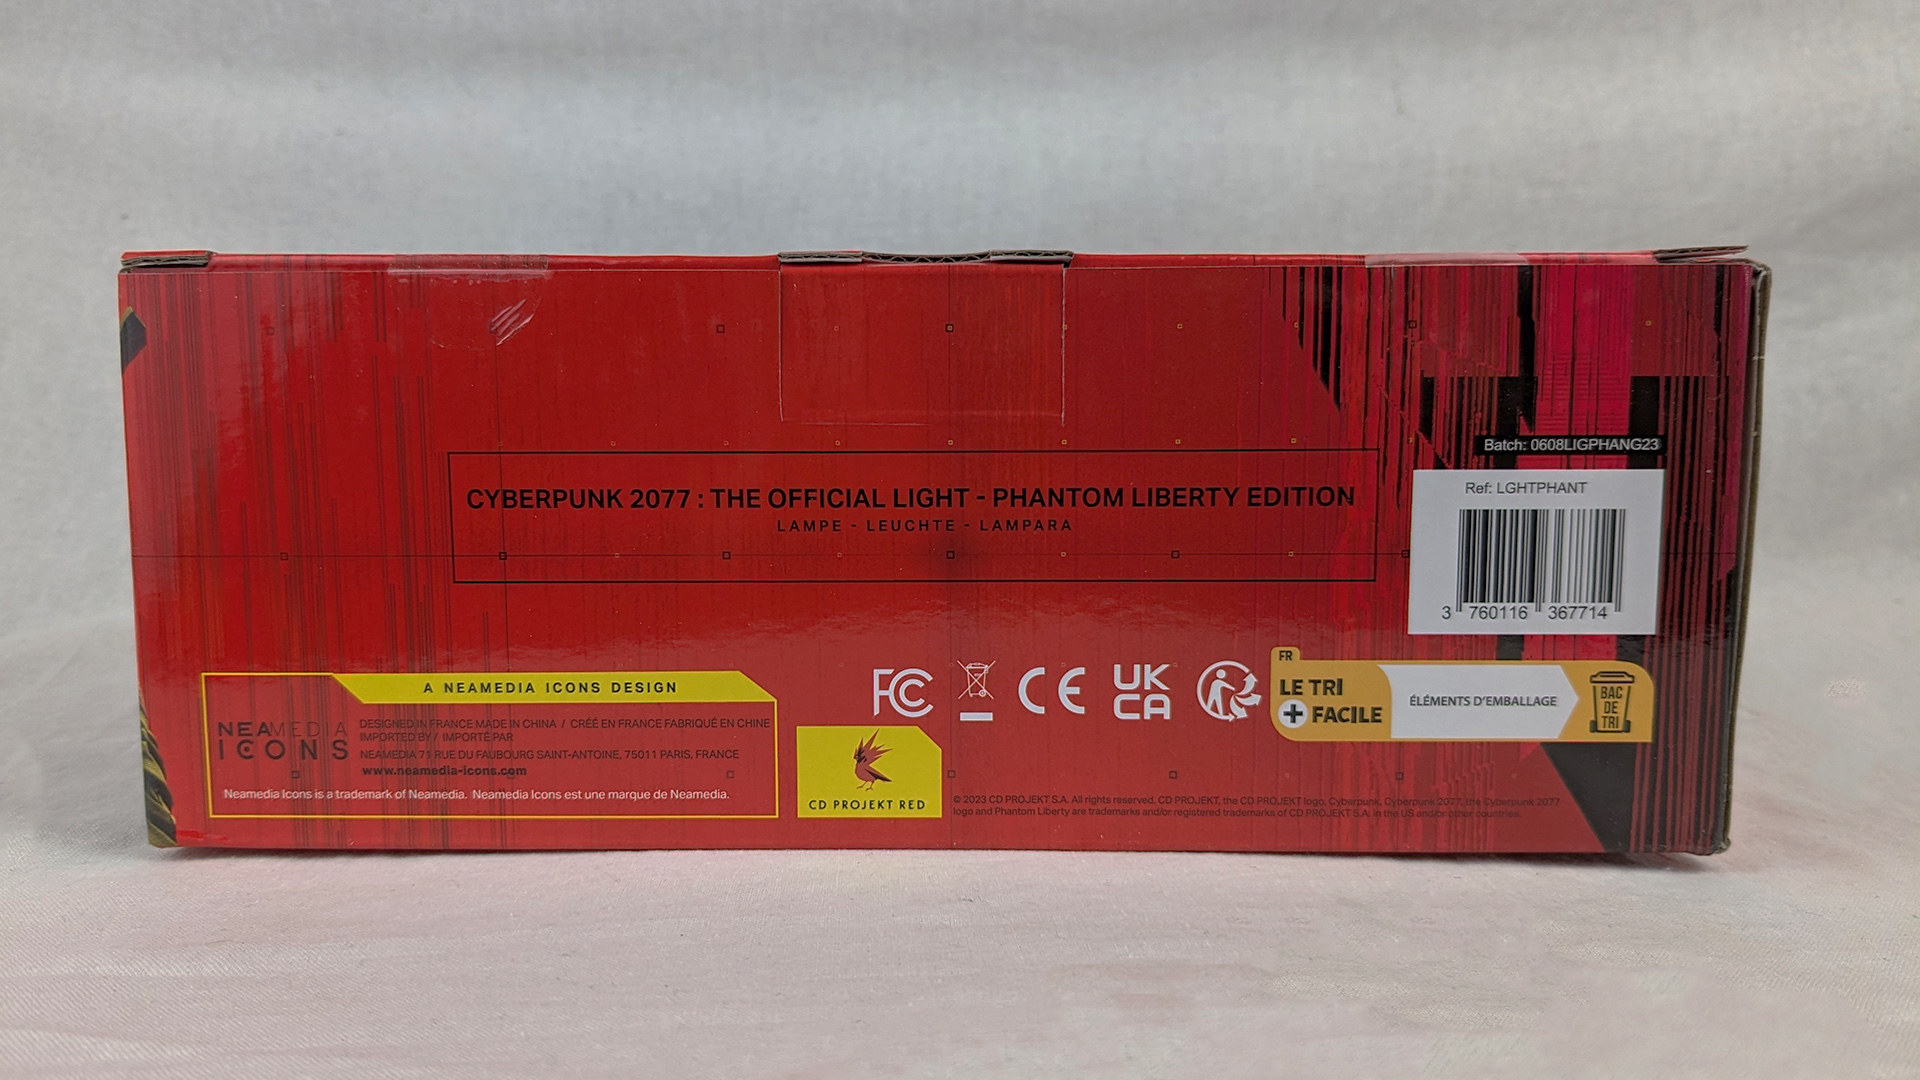 Batch: 0608LIGPHANG23
Ref: LGHTPHANT
3 760116 367714
CYBERPUNK 2077 : THE OFFICIAL LIGHT - PHANTOM LIBERTY EDITION
LAMPE - LEUCHTE - LAMPARA
A NEAMEDIA ICONS DESIGN
NEAMEDIA
ICONS
DESIGNED IN FRANCE MADE IN CHINA / CRÉÉ EN FRANCE FABRIQUÉ EN CHINE
IMPORTED BY / IMPORTÉ PAR
NEAMEDIA 71 RUE DU FAUBOURG SAINT-ANTOINE, 75011 PARIS, FRANCE
www.neamedia-icons.com
Neamedia Icons is a trademark of Neamedia. Neamedia Icons est une marque de Neamedia.
CD PROJEKT RED
FC
CE
UK
CA
FR
LE TRI
+ FACILE
ÉLÉMENTS D'EMBALLAGE
BAC
DE
TRI
© 2023 CD PROJEKT S.A. All rights reserved. CD PROJEKT, the CD PROJEKT logo, Cyberpunk, Cyberpunk 2077, the Cyberpunk 2077
logo and Phantom Liberty are trademarks and/or registered trademarks of CD PROJEKT S.A. in the US and/or other countries.